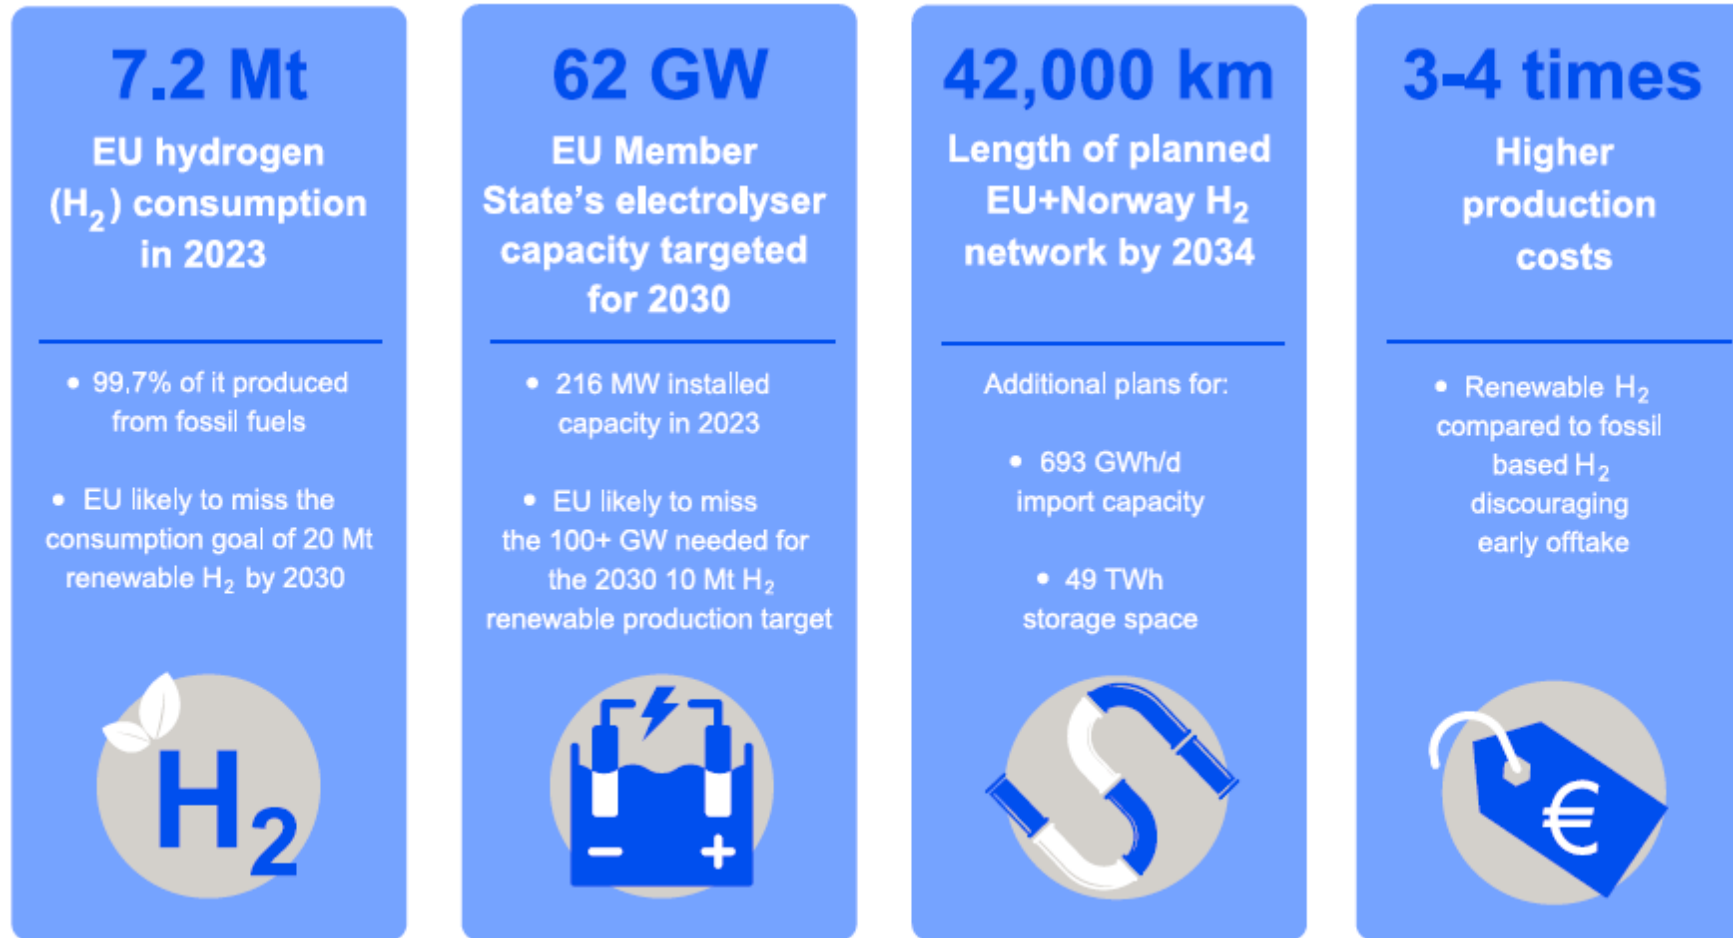 7.2 Mt
EU hydrogen
(H₂) consumption
in 2023
• 99.7% of it produced
from fossil fuels
• EU likely to miss the
consumption goal of 20 Mt
renewable H₂ by 2030
H₂
62 GW
EU Member
State’s electrolyser
capacity targeted
for 2030
• 216 MW installed
capacity in 2023
• EU likely to miss
the 100+ GW needed for
the 2030 10 Mt H₂
renewable production target
− +
42,000 km
Length of planned
EU+Norway H₂
network by 2034
Additional plans for:
• 693 GWh/d
import capacity
• 49 TWh
storage space
3-4 times
Higher
production
costs
• Renewable H₂
compared to fossil
based H₂
discouraging
early offtake
€